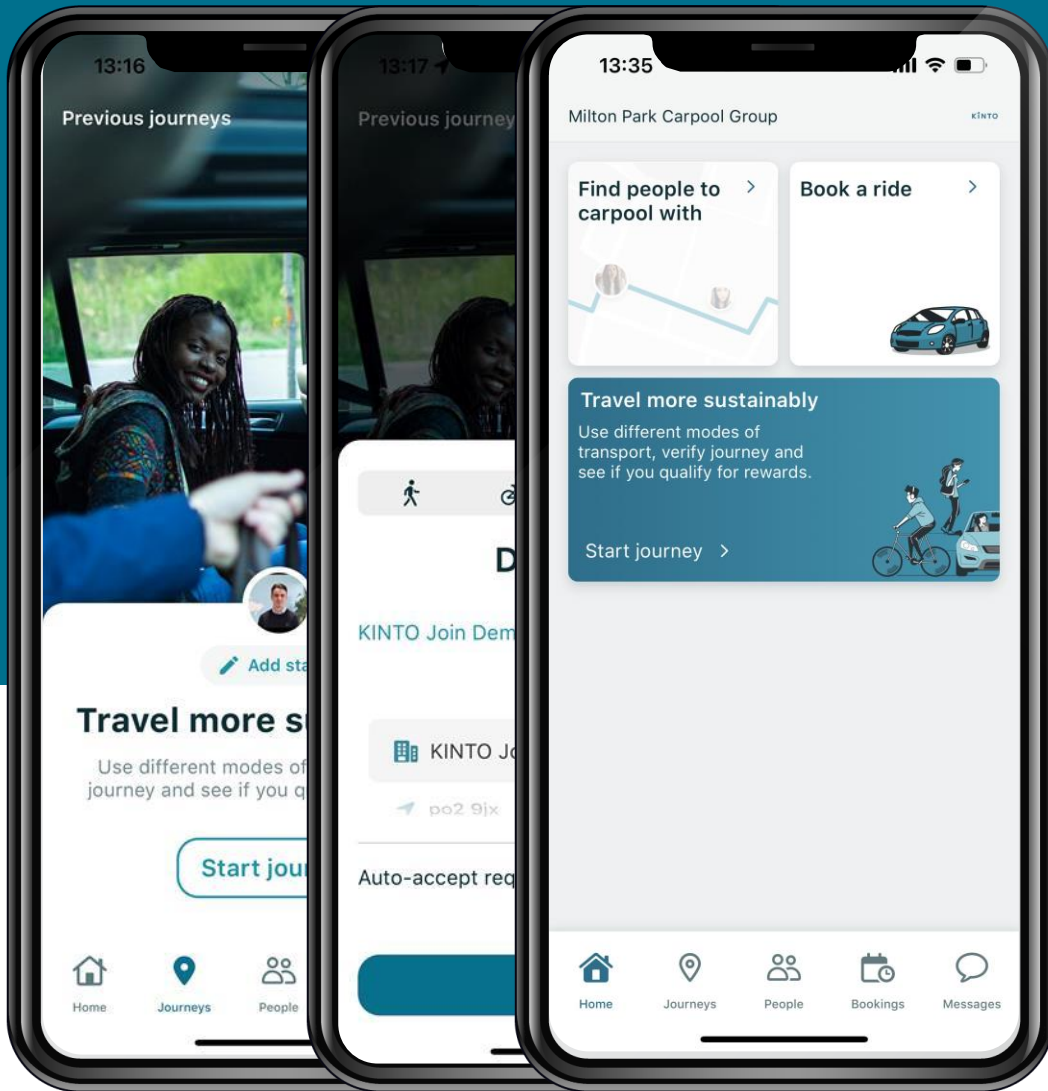 13:16
Previous journeys
Add sta
Travel more su
Use different modes of
journey and see if you q
Start jour
Home
Journeys
People
13:17
Previous journey
D
KINTO Join Dem
KINTO Jo
po2 9jx
Auto-accept req
13:35
Milton Park Carpool Group
KINTO
Find people to
carpool with
Book a ride
Travel more sustainably
Use different modes of
transport, verify journey and
see if you qualify for rewards.
Start journey
Home
Journeys
People
Bookings
Messages